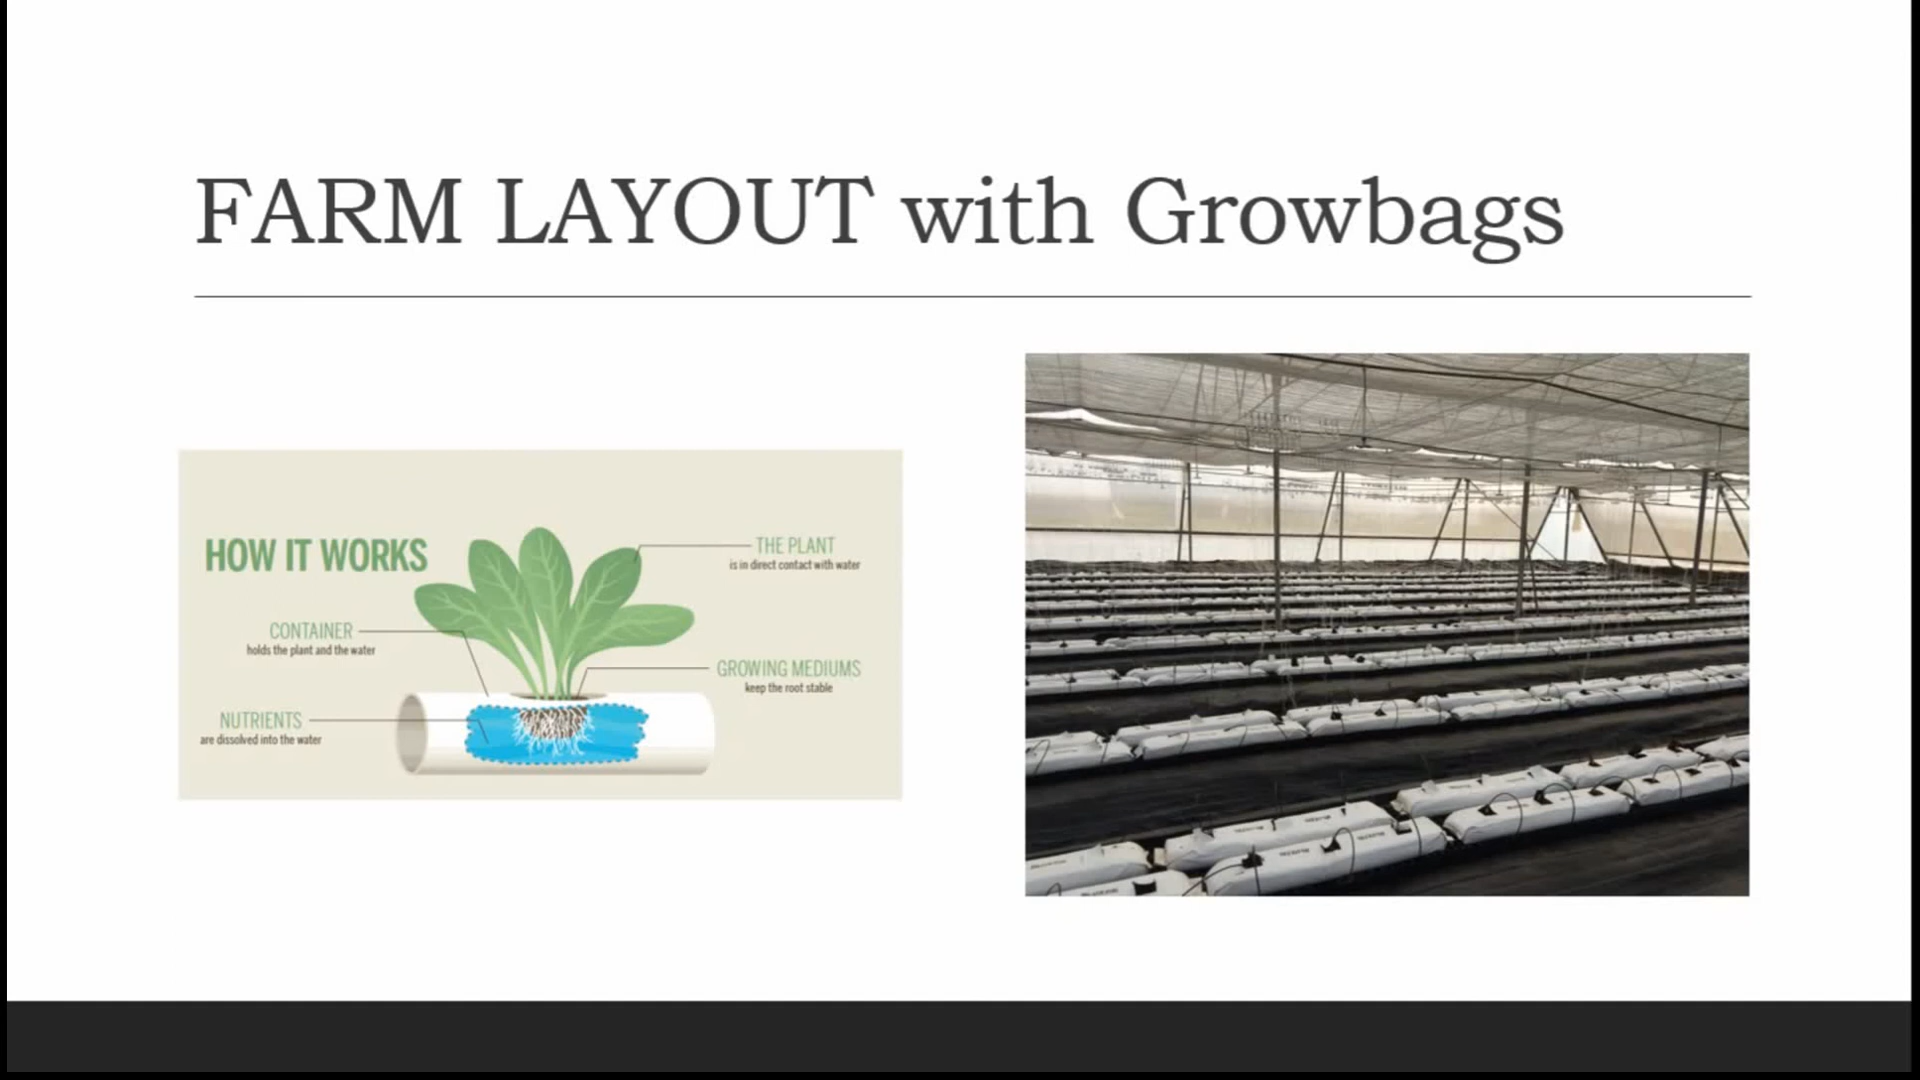 FARM LAYOUT with Growbags
HOW IT WORKS
THE PLANT
is in direct contact with water
CONTAINER
holds the plant and the water
GROWING MEDIUMS
keep the root stable
NUTRIENTS
are dissolved into the water